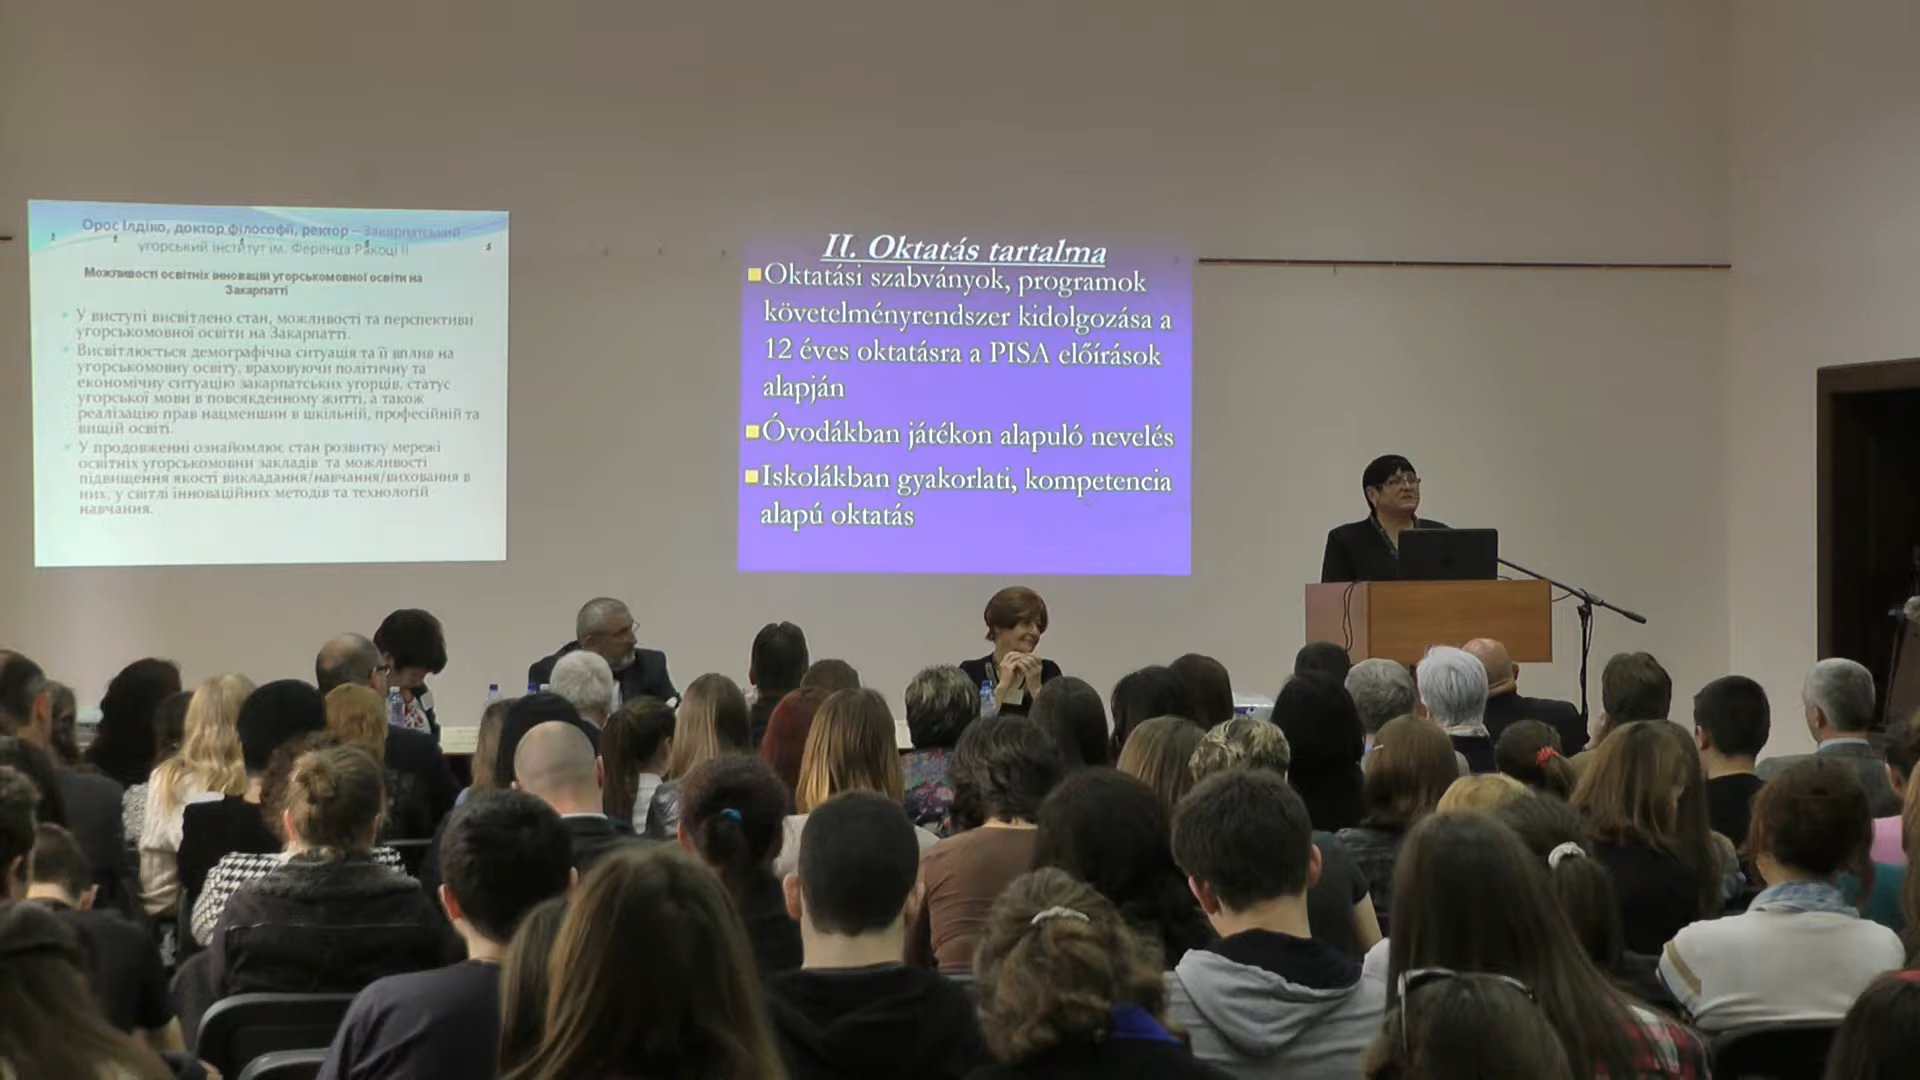 Орос Ілдіко, доктор філософії, ректор – Закарпатський
угорський інститут ім. Ференца Ракоці ІІ
Можливості освітніх інновацій угорськомовної освіти на
Закарпатті
У виступі висвітлено стан, можливості та перспективи
угорськомовної освіти на Закарпатті.
Висвітлюється демографічна ситуація та її вплив на
угорськомовну освіту, враховуючи політичну та
економічну ситуацію закарпатських угорців, статус
угорської мови в повсякденному житті, а також
реалізацію прав нацменшин в шкільній, професійній та
вищій освіті.
У продовженні ознайомлює стан розвитку мережі
освітніх угорськомовни закладів та можливості
підвищення якості викладання/навчання/виховання в
них, у світлі інноваційних методів та технологій
навчання.
II. Oktatás tartalma
Oktatási szabványok, programok
követelményrendszer kidolgozása a
12 éves oktatásra a PISA előírások
alapján
Óvodákban játékon alapuló nevelés
Iskolákban gyakorlati, kompetencia
alapú oktatás